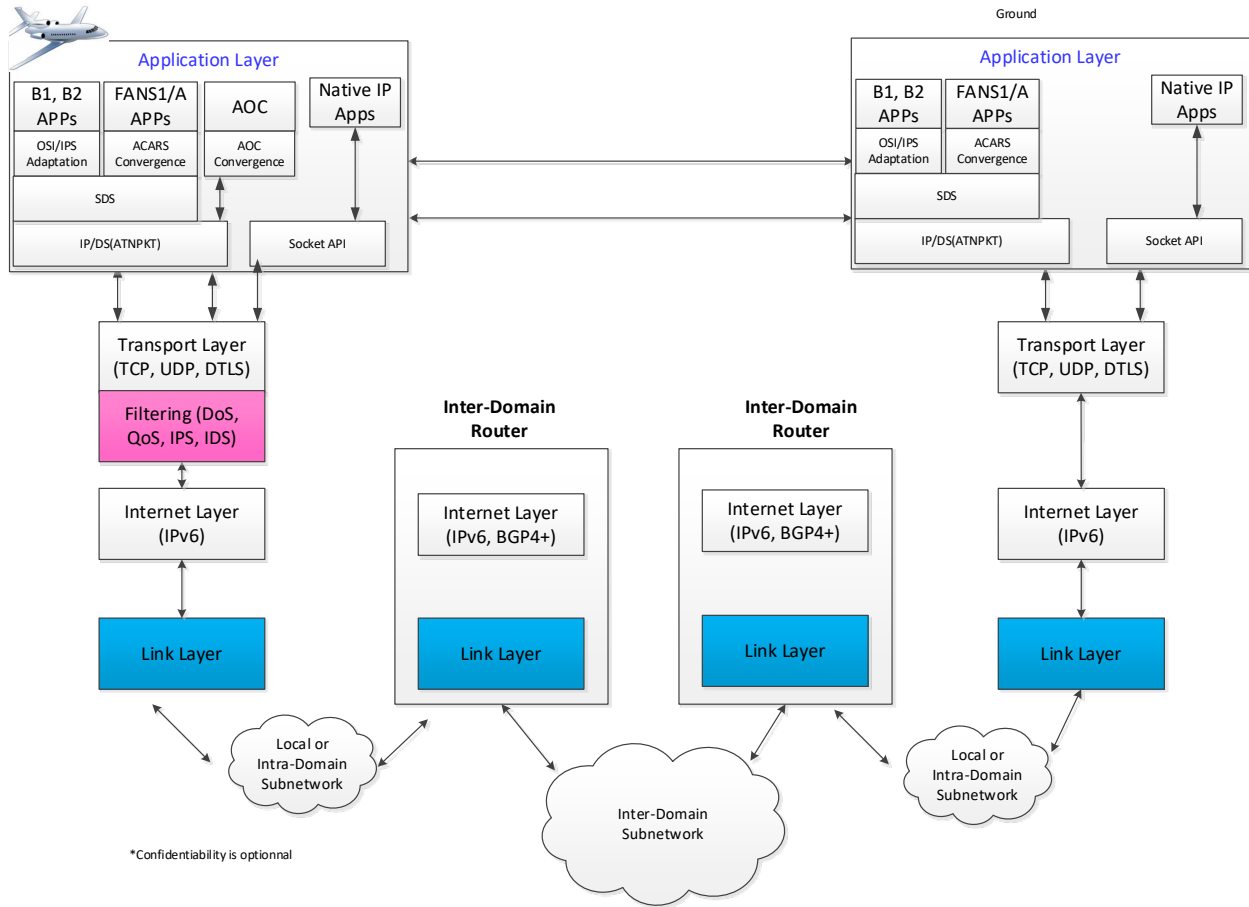 Ground
Application Layer
B1, B2
APPs
FANS1/A
APPs
AOC
Native IP
Apps
OSI/IPS
Adaptation
ACARS
Convergence
AOC
Convergence
SDS
IP/DS(ATNPKT)
Socket API
Application Layer
B1, B2
APPs
FANS1/A
APPs
Native IP
Apps
OSI/IPS
Adaptation
ACARS
Convergence
SDS
IP/DS(ATNPKT)
Socket API
Transport Layer
(TCP, UDP, DTLS)
Filtering (DoS,
QoS, IPS, IDS)
Internet Layer
(IPv6)
Link Layer
Inter-Domain
Router
Internet Layer
(IPv6, BGP4+)
Link Layer
Inter-Domain
Router
Internet Layer
(IPv6, BGP4+)
Link Layer
Transport Layer
(TCP, UDP, DTLS)
Internet Layer
(IPv6)
Link Layer
Local or
Intra-Domain
Subnetwork
Inter-Domain
Subnetwork
Local or
Intra-Domain
Subnetwork
*Confidentiability is optionnal